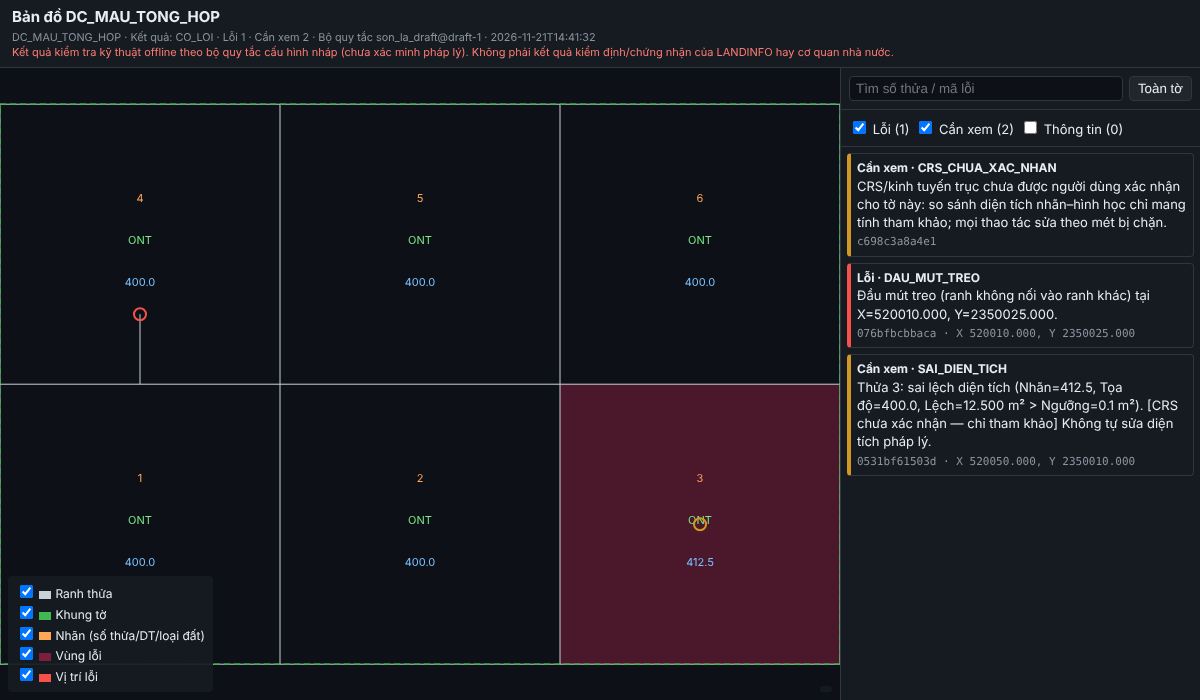 Bản đồ DC_MAU_TONG_HOP
DC_MAU_TONG_HOP · Kết quả: CO_LOI · Lỗi 1 · Cần xem 2 · Bộ quy tắc son_la_draft@draft-1 · 2026-11-21T14:41:32
Kết quả kiểm tra kỹ thuật offline theo bộ quy tắc cấu hình nháp (chưa xác minh pháp lý). Không phải kết quả kiểm định/chứng nhận của LANDINFO hay cơ quan nhà nước.
4
5
6
ONT
ONT
ONT
400.0
400.0
400.0
1
2
3
ONT
ONT
ONT
400.0
400.0
412.5
Ranh thửa
Khung tờ
Nhãn (số thửa/DT/loại đất)
Vùng lỗi
Vị trí lỗi
Tìm số thửa / mã lỗi
Toàn tờ
Lỗi (1) Cần xem (2) Thông tin (0)
Cần xem · CRS_CHUA_XAC_NHAN
CRS/kinh tuyến trục chưa được người dùng xác nhận
cho tờ này: so sánh diện tích nhãn–hình học chỉ mang
tính tham khảo; mọi thao tác sửa theo mét bị chặn.
c698c3a8a4e1
Lỗi · DAU_MUT_TREO
Đầu mút treo (ranh không nối vào ranh khác) tại
X=520010.000, Y=2350025.000.
076bfbcbbaca · X 520010.000, Y 2350025.000
Cần xem · SAI_DIEN_TICH
Thửa 3: sai lệch diện tích (Nhãn=412.5, Tọa
độ=400.0, Lệch=12.500 m² > Ngưỡng=0.1 m²). [CRS
chưa xác nhận — chỉ tham khảo] Không tự sửa diện
tích pháp lý.
0531bf61503d · X 520050.000, Y 2350010.000